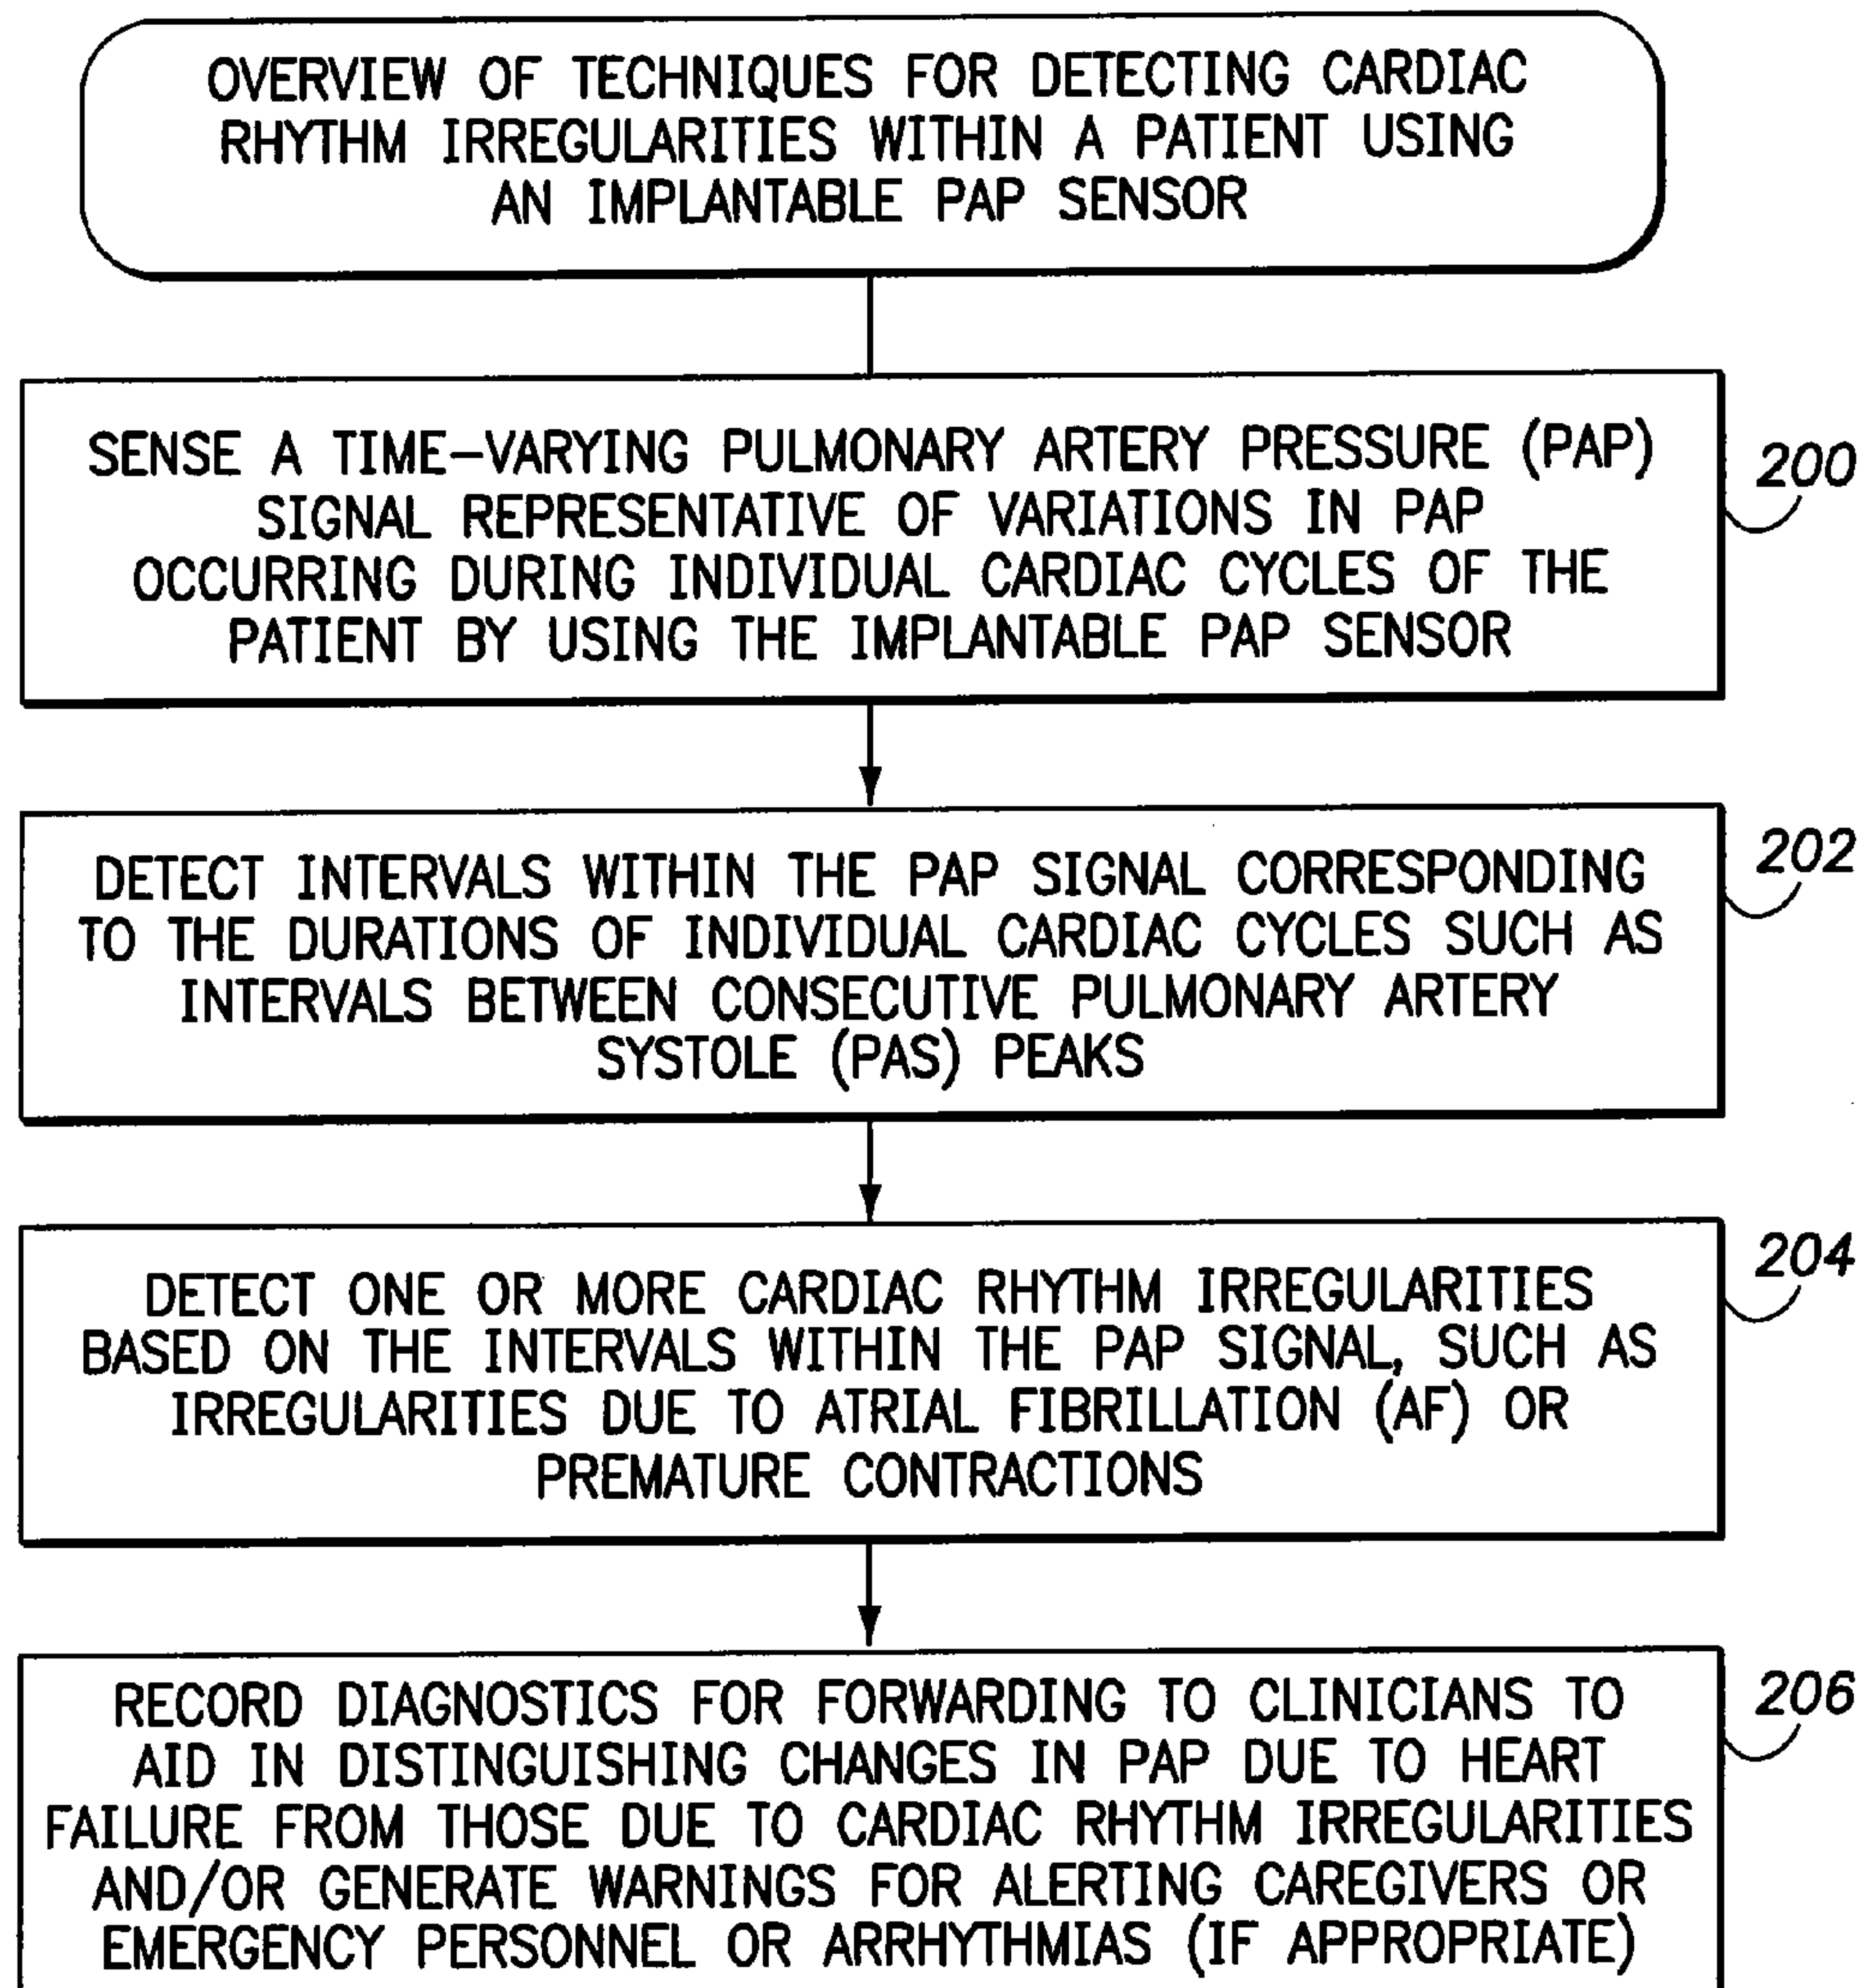 OVERVIEW OF TECHNIQUES FOR DETECTING CARDIAC
RHYTHM IRREGULARITIES WITHIN A PATIENT USING
AN IMPLANTABLE PAP SENSOR
SENSE A TIME-VARYING PULMONARY ARTERY PRESSURE (PAP)
SIGNAL REPRESENTATIVE OF VARIATIONS IN PAP
OCCURRING DURING INDIVIDUAL CARDIAC CYCLES OF THE
PATIENT BY USING THE IMPLANTABLE PAP SENSOR
200
DETECT INTERVALS WITHIN THE PAP SIGNAL CORRESPONDING
TO THE DURATIONS OF INDIVIDUAL CARDIAC CYCLES SUCH AS
INTERVALS BETWEEN CONSECUTIVE PULMONARY ARTERY
SYSTOLE (PAS) PEAKS
202
DETECT ONE OR MORE CARDIAC RHYTHM IRREGULARITIES
BASED ON THE INTERVALS WITHIN THE PAP SIGNAL, SUCH AS
IRREGULARITIES DUE TO ATRIAL FIBRILLATION (AF) OR
PREMATURE CONTRACTIONS
204
RECORD DIAGNOSTICS FOR FORWARDING TO CLINICIANS TO
AID IN DISTINGUISHING CHANGES IN PAP DUE TO HEART
FAILURE FROM THOSE DUE TO CARDIAC RHYTHM IRREGULARITIES
AND/OR GENERATE WARNINGS FOR ALERTING CAREGIVERS OR
EMERGENCY PERSONNEL OR ARRHYTHMIAS (IF APPROPRIATE)
206